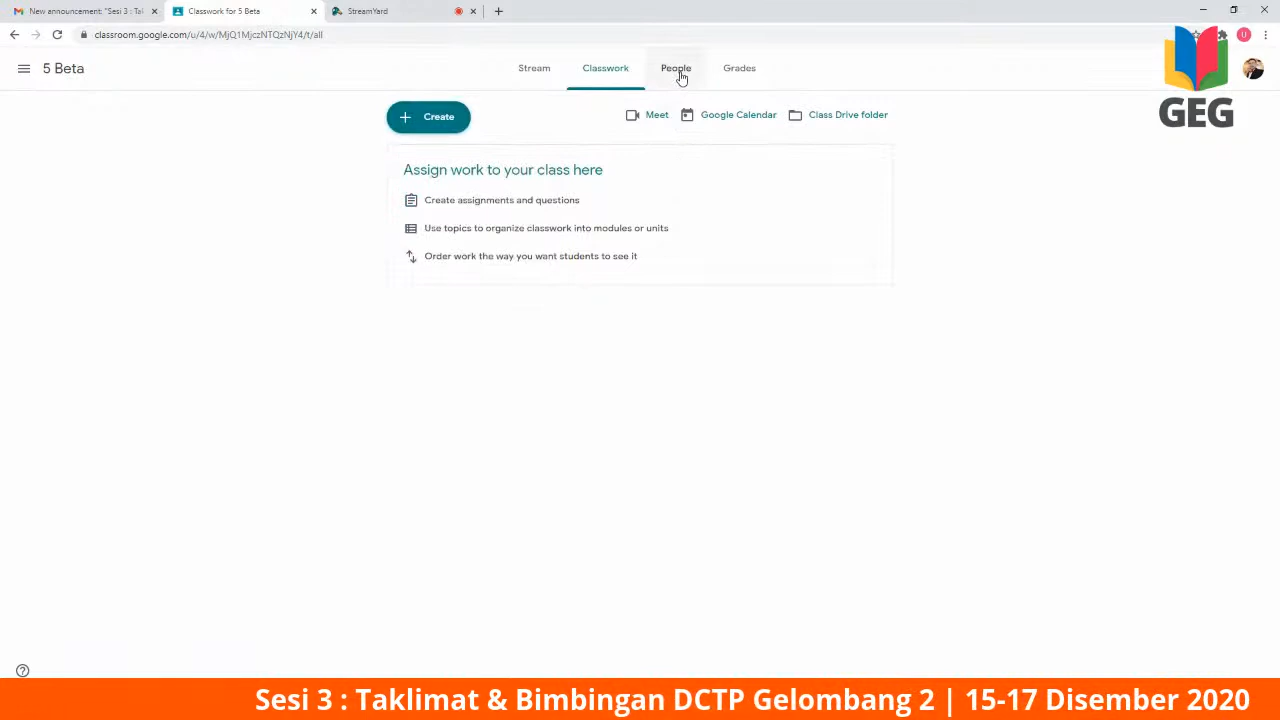 New announcement: "Sesi 3 : Tak
Classwork for 5 Beta
StreamYard
classroom.google.com/u/4/w/MjQ1MjczNTQzNjY4/t/all
U
5 Beta
Stream
Classwork
People
Grades
GEG
Create
Meet
Google Calendar
Class Drive folder
Assign work to your class here
Create assignments and questions
Use topics to organize classwork into modules or units
Order work the way you want students to see it
Sesi 3 : Taklimat & Bimbingan DCTP Gelombang 2 | 15-17 Disember 2020